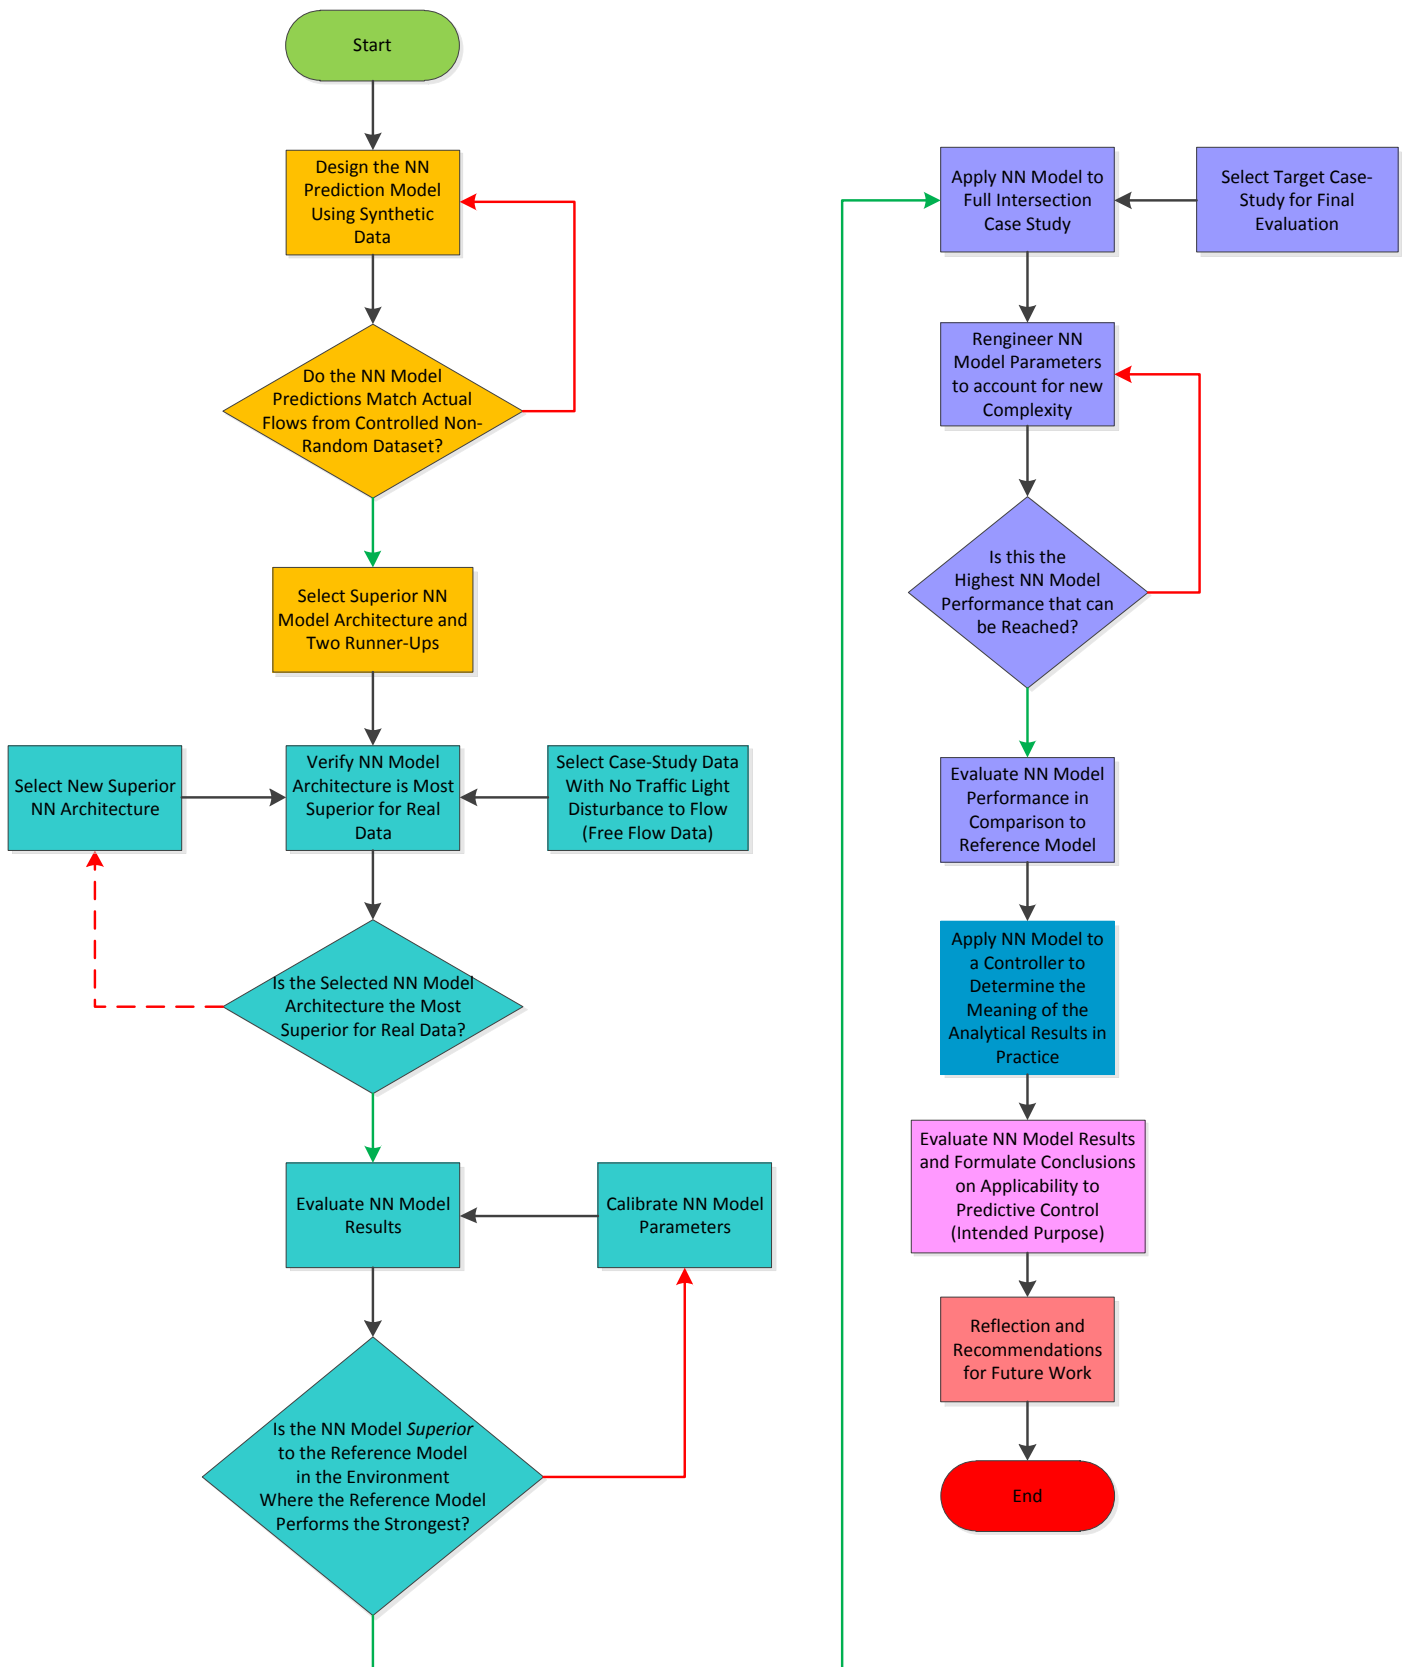 Start
Design the NN
Prediction Model
Using Synthetic
Data
Do the NN Model
Predictions Match Actual
Flows from Controlled Non-
Random Dataset?
Select Superior NN
Model Architecture and
Two Runner-Ups
Select New Superior
NN Architecture
Verify NN Model
Architecture is Most
Superior for Real
Data
Select Case-Study Data
With No Traffic Light
Disturbance to Flow
(Free Flow Data)
Is the Selected NN Model
Architecture the Most
Superior for Real Data?
Evaluate NN Model
Results
Calibrate NN Model
Parameters
Is the NN Model Superior
to the Reference Model
in the Environment
Where the Reference Model
Performs the Strongest?
Apply NN Model to
Full Intersection
Case Study
Select Target Case-
Study for Final
Evaluation
Rengineer NN
Model Parameters
to account for new
Complexity
Is this the
Highest NN Model
Performance that can
be Reached?
Evaluate NN Model
Performance in
Comparison to
Reference Model
Apply NN Model to
a Controller to
Determine the
Meaning of the
Analytical Results in
Practice
Evaluate NN Model Results
and Formulate Conclusions
on Applicability to
Predictive Control
(Intended Purpose)
Reflection and
Recommendations
for Future Work
End